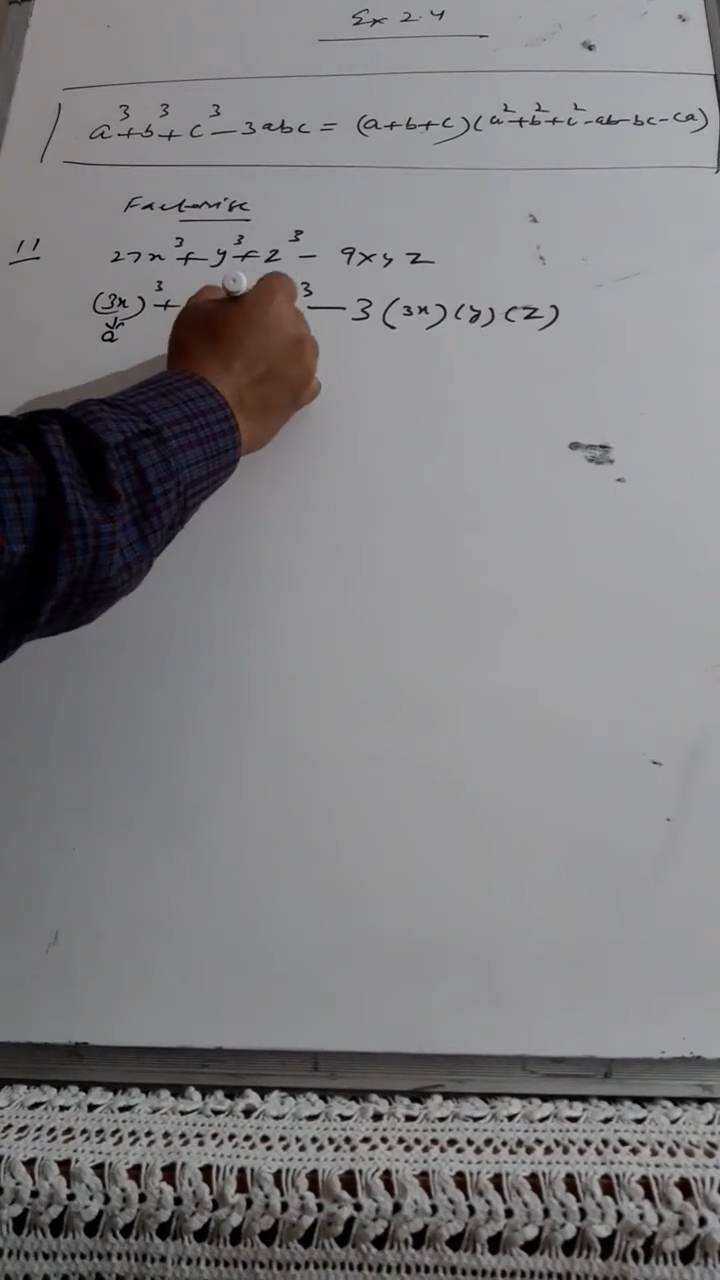 Ex 2.4
a³+b³+c³-3abc = (a+b+c)(a²+b²+c²-ab-bc-ca)
Factorise
11 27x³+y³+z³- 9xyz
(3x)³+ ³-3(3x)(y)(z)
a